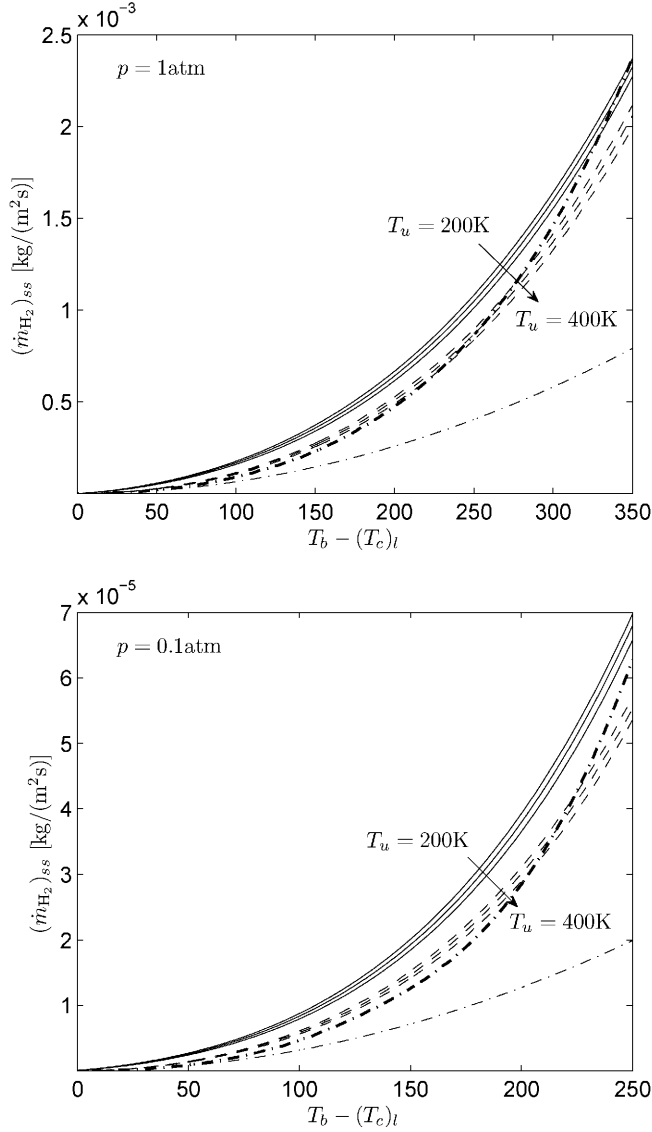 x 10⁻³
2.5
p = 1atm
2
(ṁ_H₂)_ss [kg/(m²s)]
1.5
T_u = 200K
1
T_u = 400K
0.5
0 50 100 150 200 250 300 350
T_b − (T_c)_l
x 10⁻⁵
7
p = 0.1atm
6
5
(ṁ_H₂)_ss [kg/(m²s)]
4
T_u = 200K
3
T_u = 400K
2
1
0 50 100 150 200 250
T_b − (T_c)_l